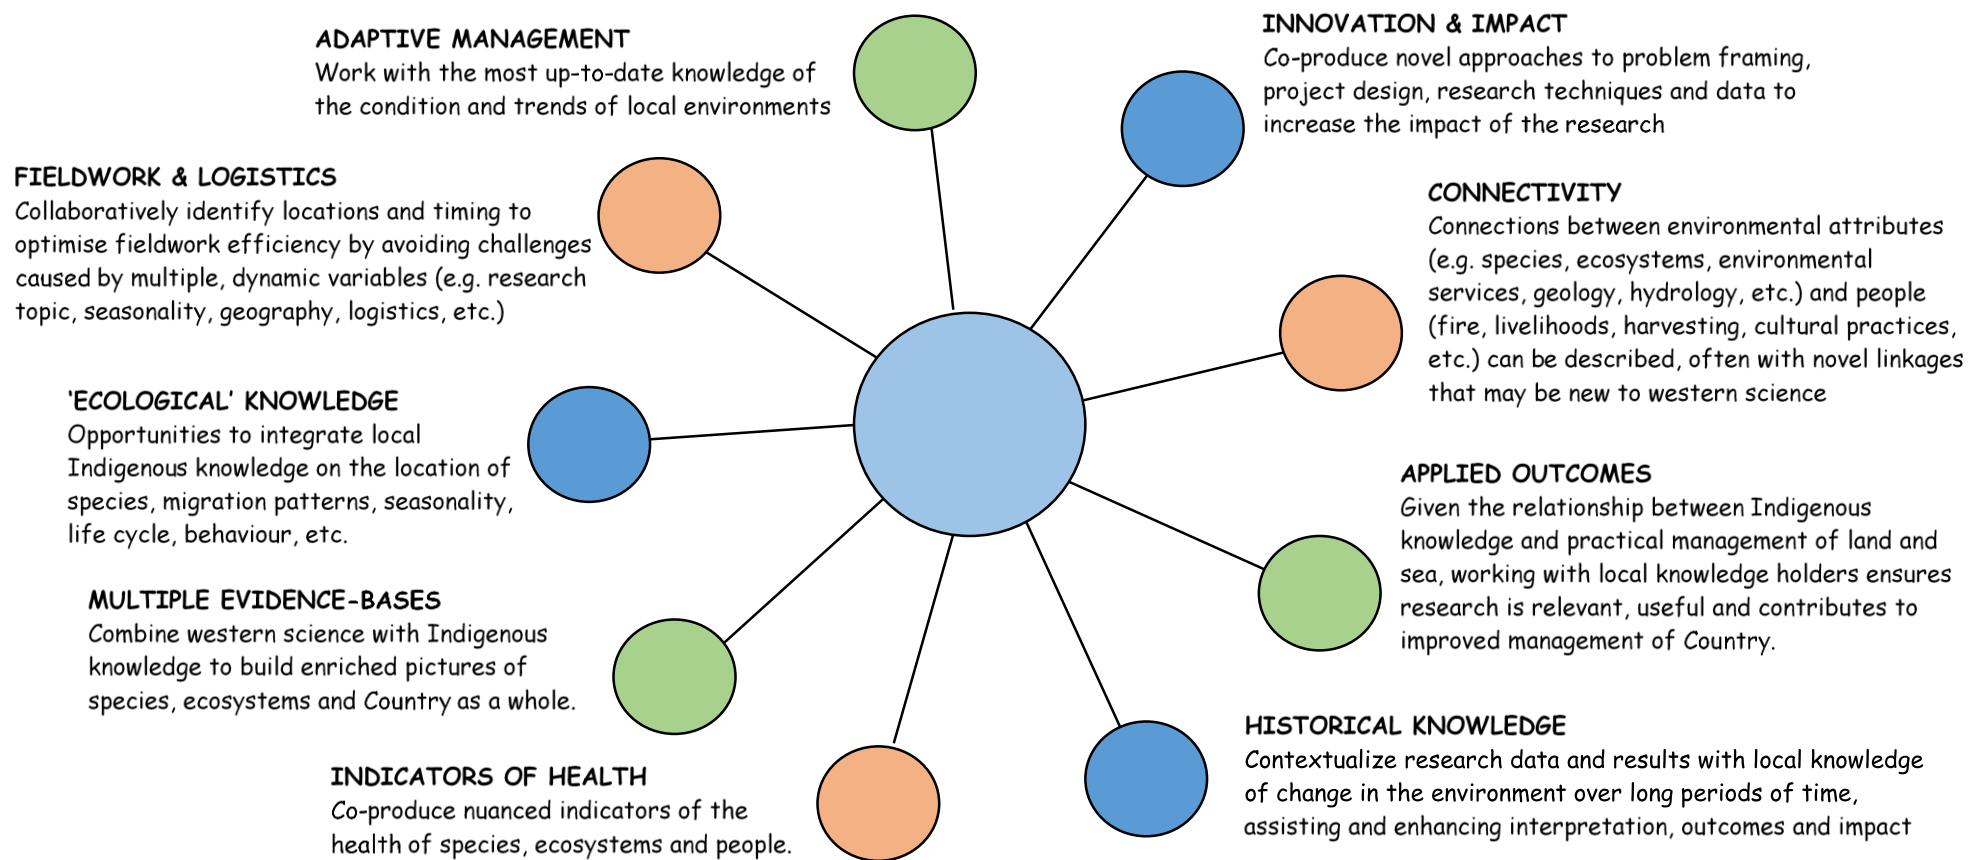 ADAPTIVE MANAGEMENT
Work with the most up-to-date knowledge of
the condition and trends of local environments
INNOVATION & IMPACT
Co-produce novel approaches to problem framing,
project design, research techniques and data to
increase the impact of the research
FIELDWORK & LOGISTICS
Collaboratively identify locations and timing to
optimise fieldwork efficiency by avoiding challenges
caused by multiple, dynamic variables (e.g. research
topic, seasonality, geography, logistics, etc.)
CONNECTIVITY
Connections between environmental attributes
(e.g. species, ecosystems, environmental
services, geology, hydrology, etc.) and people
(fire, livelihoods, harvesting, cultural practices,
etc.) can be described, often with novel linkages
that may be new to western science
‘ECOLOGICAL’ KNOWLEDGE
Opportunities to integrate local
Indigenous knowledge on the location of
species, migration patterns, seasonality,
life cycle, behaviour, etc.
APPLIED OUTCOMES
Given the relationship between Indigenous
knowledge and practical management of land and
sea, working with local knowledge holders ensures
research is relevant, useful and contributes to
improved management of Country.
MULTIPLE EVIDENCE-BASES
Combine western science with Indigenous
knowledge to build enriched pictures of
species, ecosystems and Country as a whole.
HISTORICAL KNOWLEDGE
Contextualize research data and results with local knowledge
of change in the environment over long periods of time,
assisting and enhancing interpretation, outcomes and impact
INDICATORS OF HEALTH
Co-produce nuanced indicators of the
health of species, ecosystems and people.